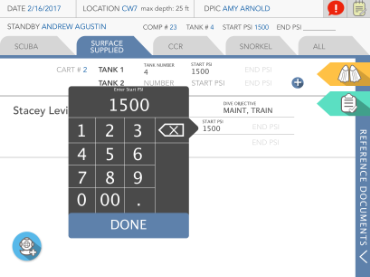 DATE 2/16/2017 LOCATION CW7 max depth: 25 ft DPIC AMY ARNOLD
STANDBY ANDREW AGUSTIN COMP # 23 TANK # 4 START PSI 1500 END PSI
SCUBA SURFACE SUPPLIED CCR SNORKEL ALL
CART # 2 TANK 1 TANK NUMBER 4 START PSI 1500 END PSI
TANK 2 NUMBER START PSI END PSI
Enter Start PSI
1500
Stacey Levi
DIVE OBJECTIVE
MAINT, TRAIN
START PSI
1500 END PSI
END PSI
1 2 3
4 5 6
7 8 9
0 00 .
DONE
REFERENCE DOCUMENTS